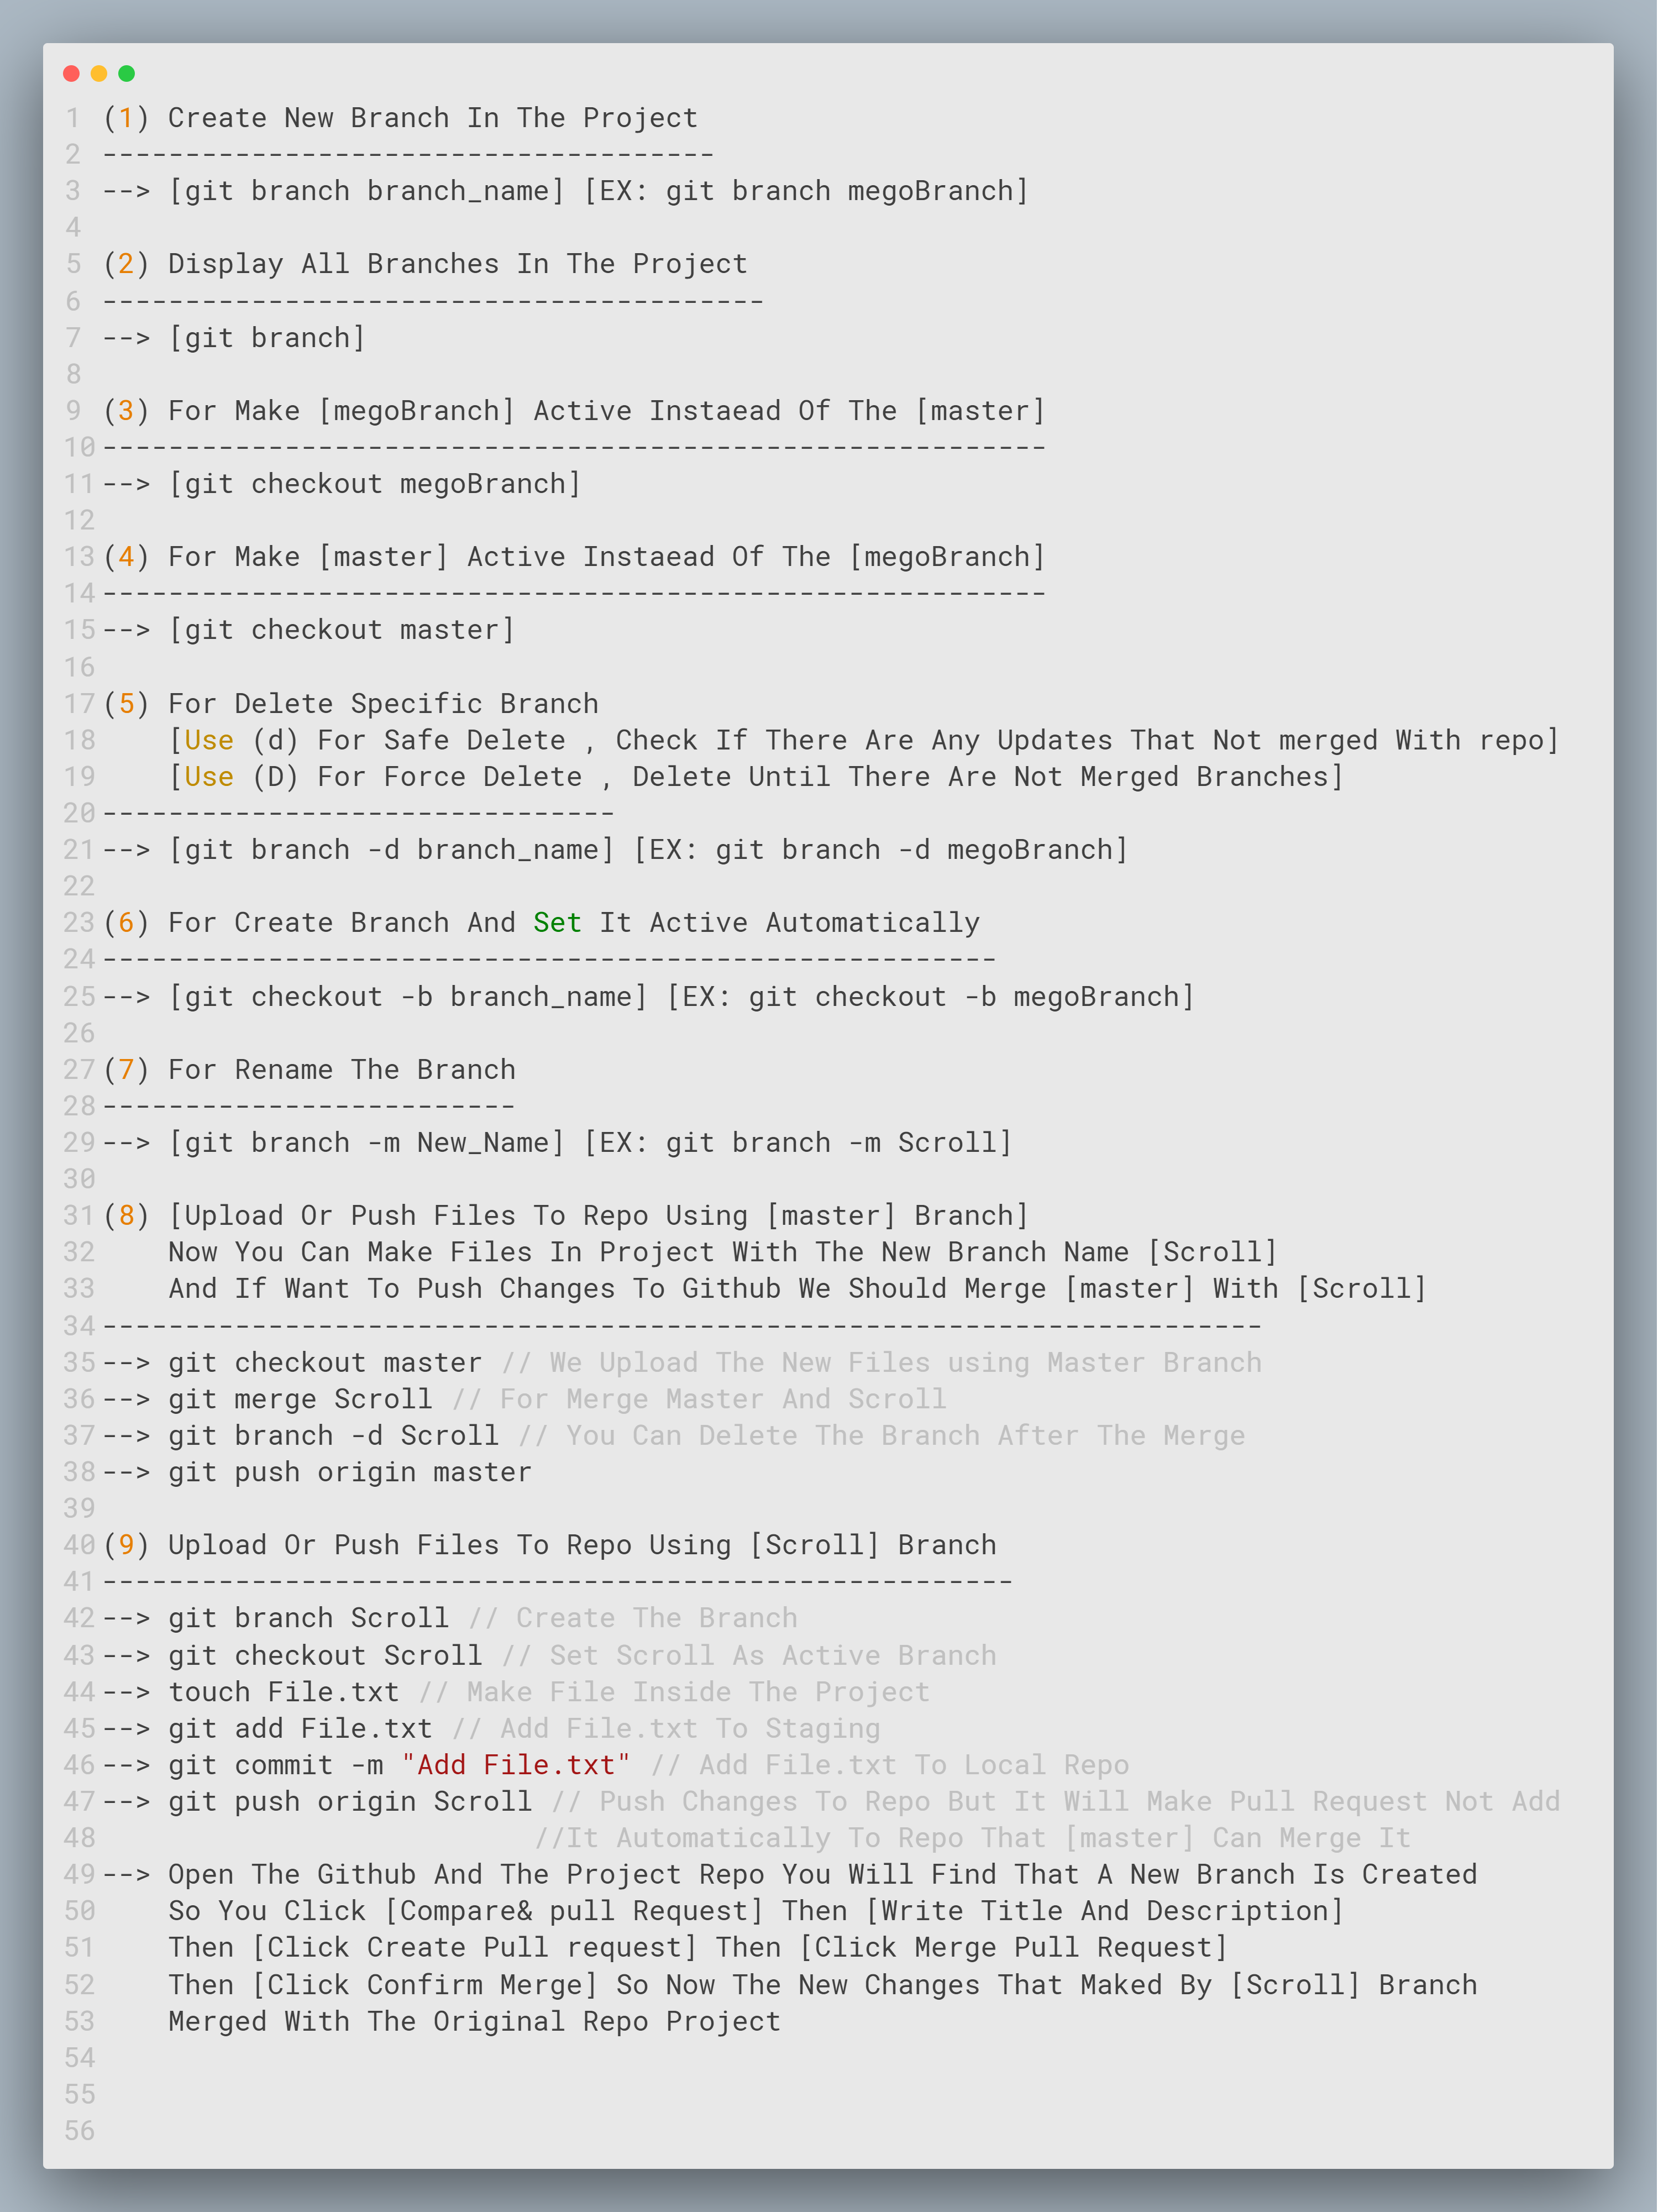 1 (1) Create New Branch In The Project
2 -------------------------------------
3 --> [git branch branch_name] [EX: git branch megoBranch]
4
5 (2) Display All Branches In The Project
6 ----------------------------------------
7 --> [git branch]
8
9 (3) For Make [megoBranch] Active Instaead Of The [master]
10 ---------------------------------------------------------
11 --> [git checkout megoBranch]
12
13 (4) For Make [master] Active Instaead Of The [megoBranch]
14 ---------------------------------------------------------
15 --> [git checkout master]
16
17 (5) For Delete Specific Branch
18     [Use (d) For Safe Delete , Check If There Are Any Updates That Not merged With repo]
19     [Use (D) For Force Delete , Delete Until There Are Not Merged Branches]
20 -------------------------------
21 --> [git branch -d branch_name] [EX: git branch -d megoBranch]
22
23 (6) For Create Branch And Set It Active Automatically
24 ------------------------------------------------------
25 --> [git checkout -b branch_name] [EX: git checkout -b megoBranch]
26
27 (7) For Rename The Branch
28 -------------------------
29 --> [git branch -m New_Name] [EX: git branch -m Scroll]
30
31 (8) [Upload Or Push Files To Repo Using [master] Branch]
32     Now You Can Make Files In Project With The New Branch Name [Scroll]
33     And If Want To Push Changes To Github We Should Merge [master] With [Scroll]
34 ----------------------------------------------------------------------
35 --> git checkout master // We Upload The New Files using Master Branch
36 --> git merge Scroll // For Merge Master And Scroll
37 --> git branch -d Scroll // You Can Delete The Branch After The Merge
38 --> git push origin master
39
40 (9) Upload Or Push Files To Repo Using [Scroll] Branch
41 -------------------------------------------------------
42 --> git branch Scroll // Create The Branch
43 --> git checkout Scroll // Set Scroll As Active Branch
44 --> touch File.txt // Make File Inside The Project
45 --> git add File.txt // Add File.txt To Staging
46 --> git commit -m "Add File.txt" // Add File.txt To Local Repo
47 --> git push origin Scroll // Push Changes To Repo But It Will Make Pull Request Not Add
48                           //It Automatically To Repo That [master] Can Merge It
49 --> Open The Github And The Project Repo You Will Find That A New Branch Is Created
50     So You Click [Compare& pull Request] Then [Write Title And Description]
51     Then [Click Create Pull request] Then [Click Merge Pull Request]
52     Then [Click Confirm Merge] So Now The New Changes That Maked By [Scroll] Branch
53     Merged With The Original Repo Project
54
55
56